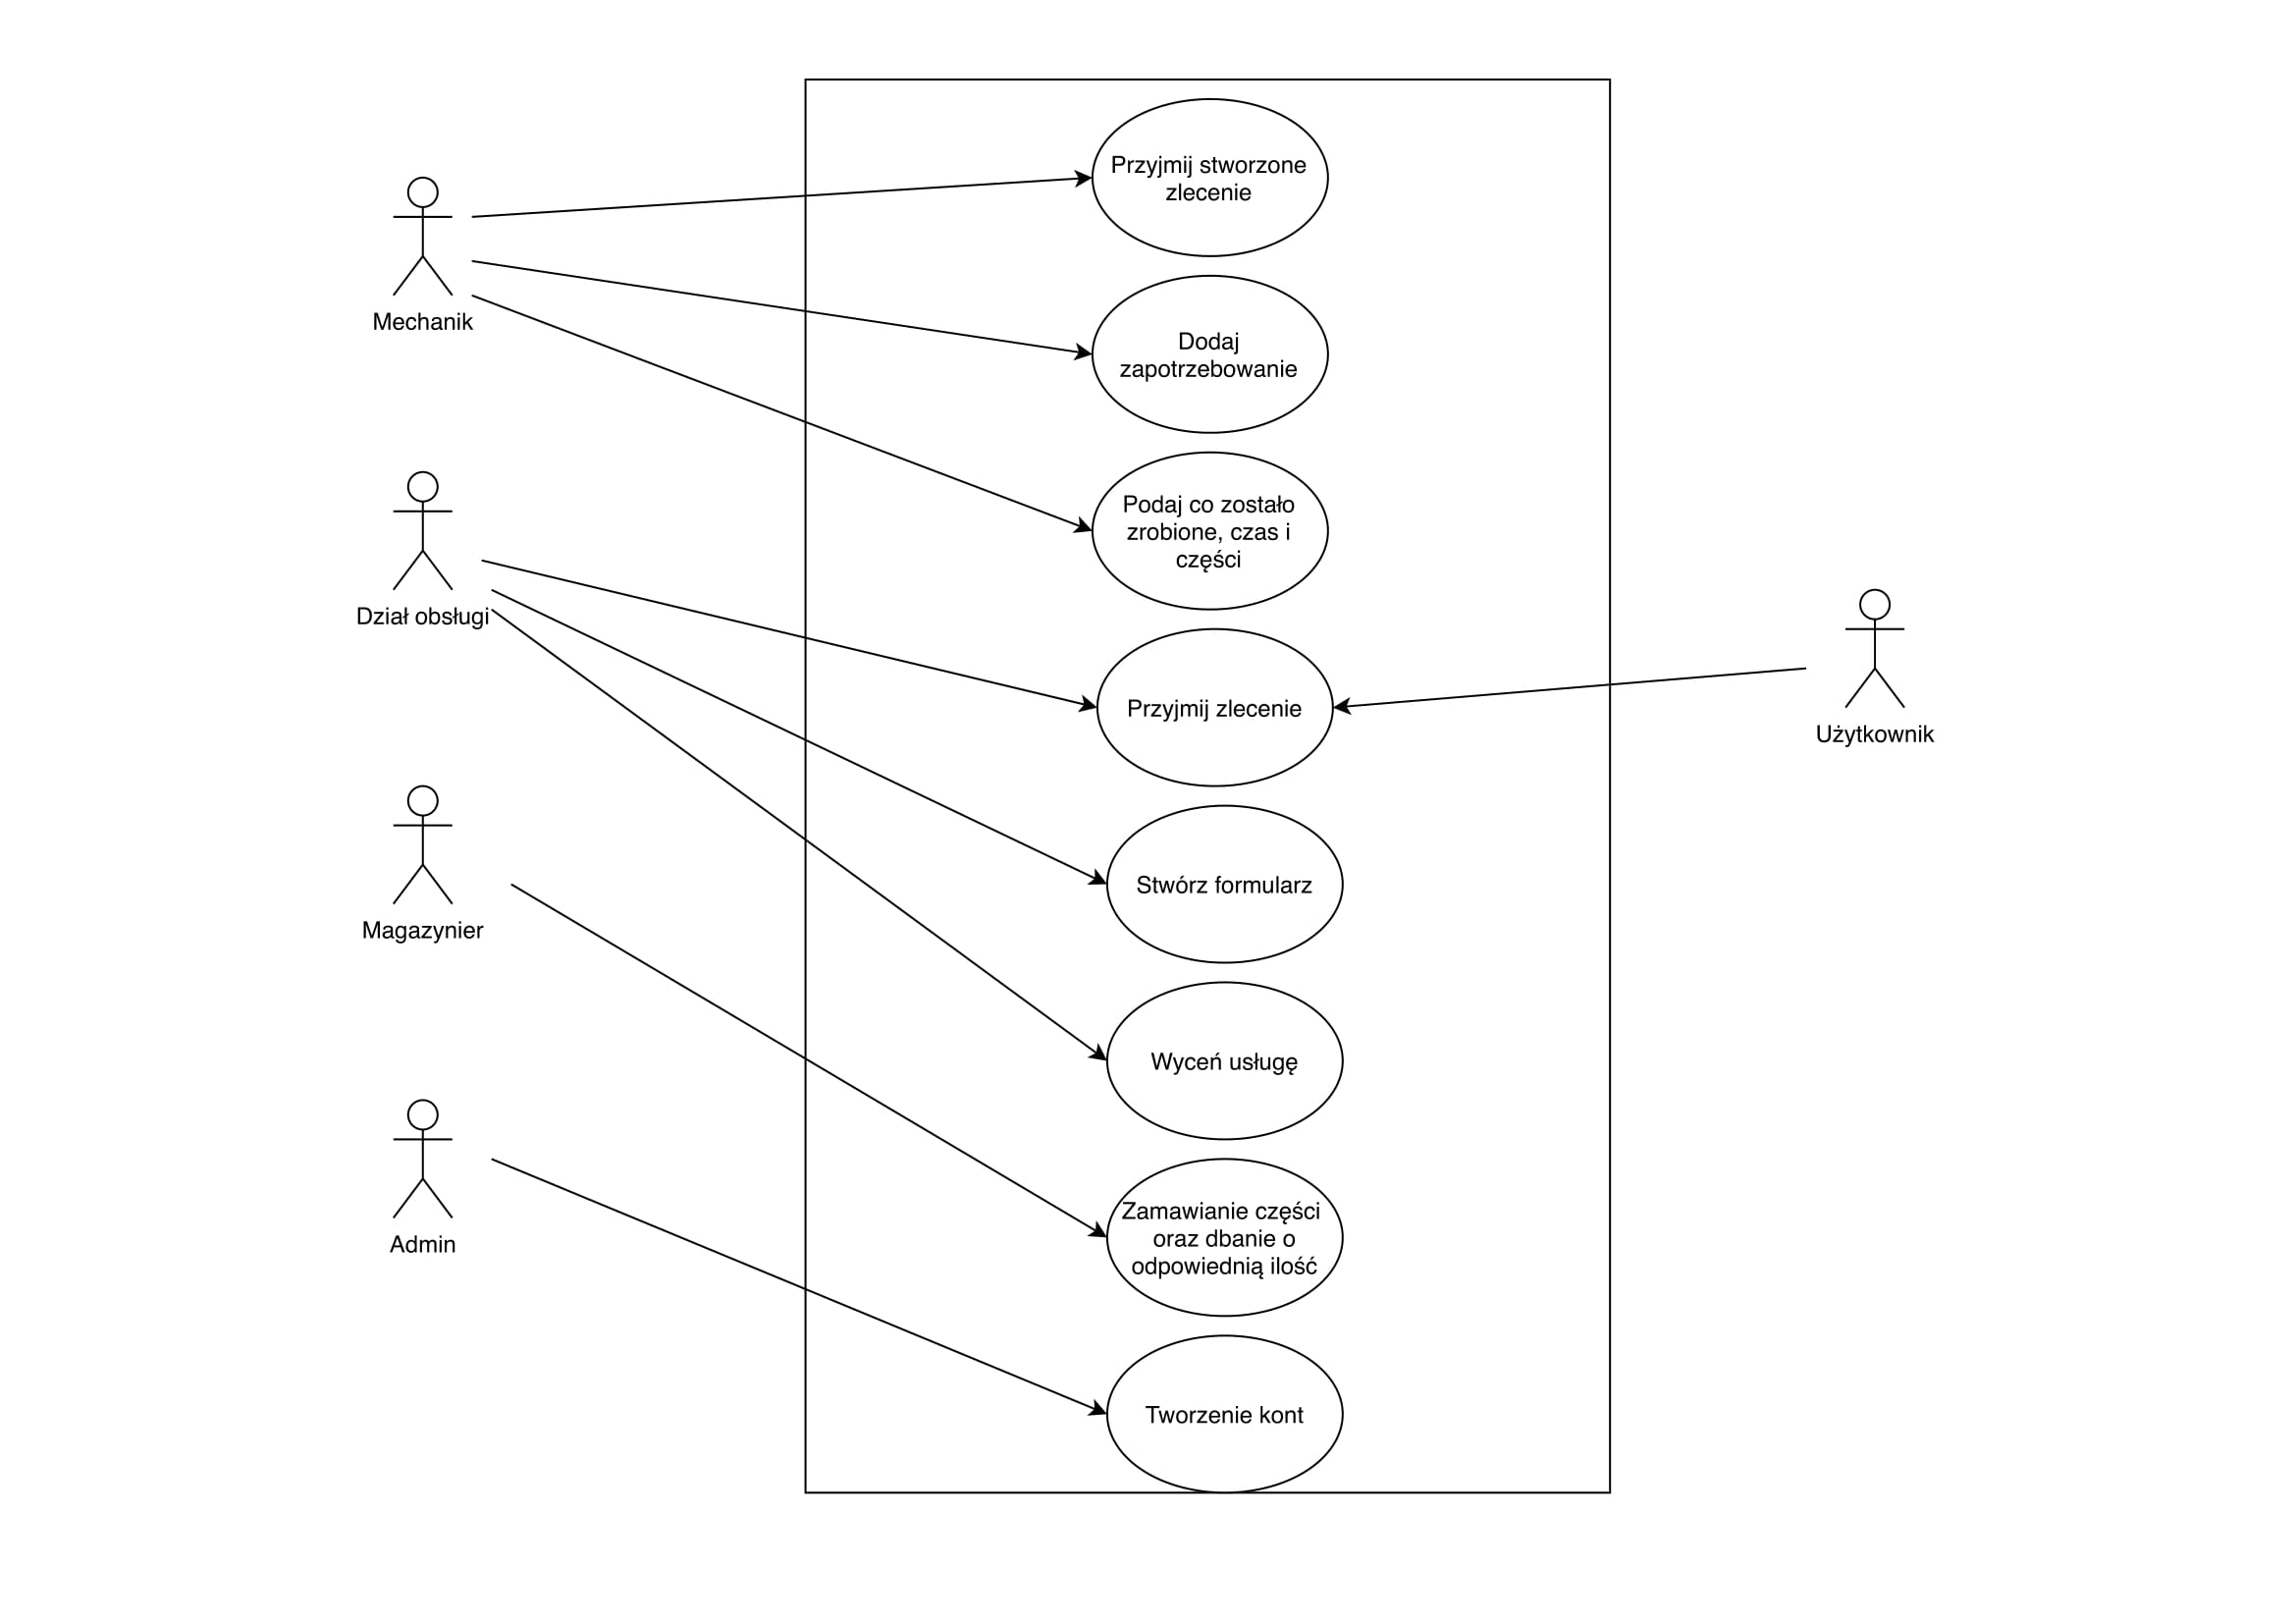 Przyjmij stworzone
zlecenie
Mechanik
Dodaj
zapotrzebowanie
Podaj co zostało
zrobione, czas i
części
Dział obsługi
Przyjmij zlecenie
Użytkownik
Stwórz formularz
Magazynier
Wyceń usługę
Zamawianie części
oraz dbanie o
odpowiednią ilość
Admin
Tworzenie kont